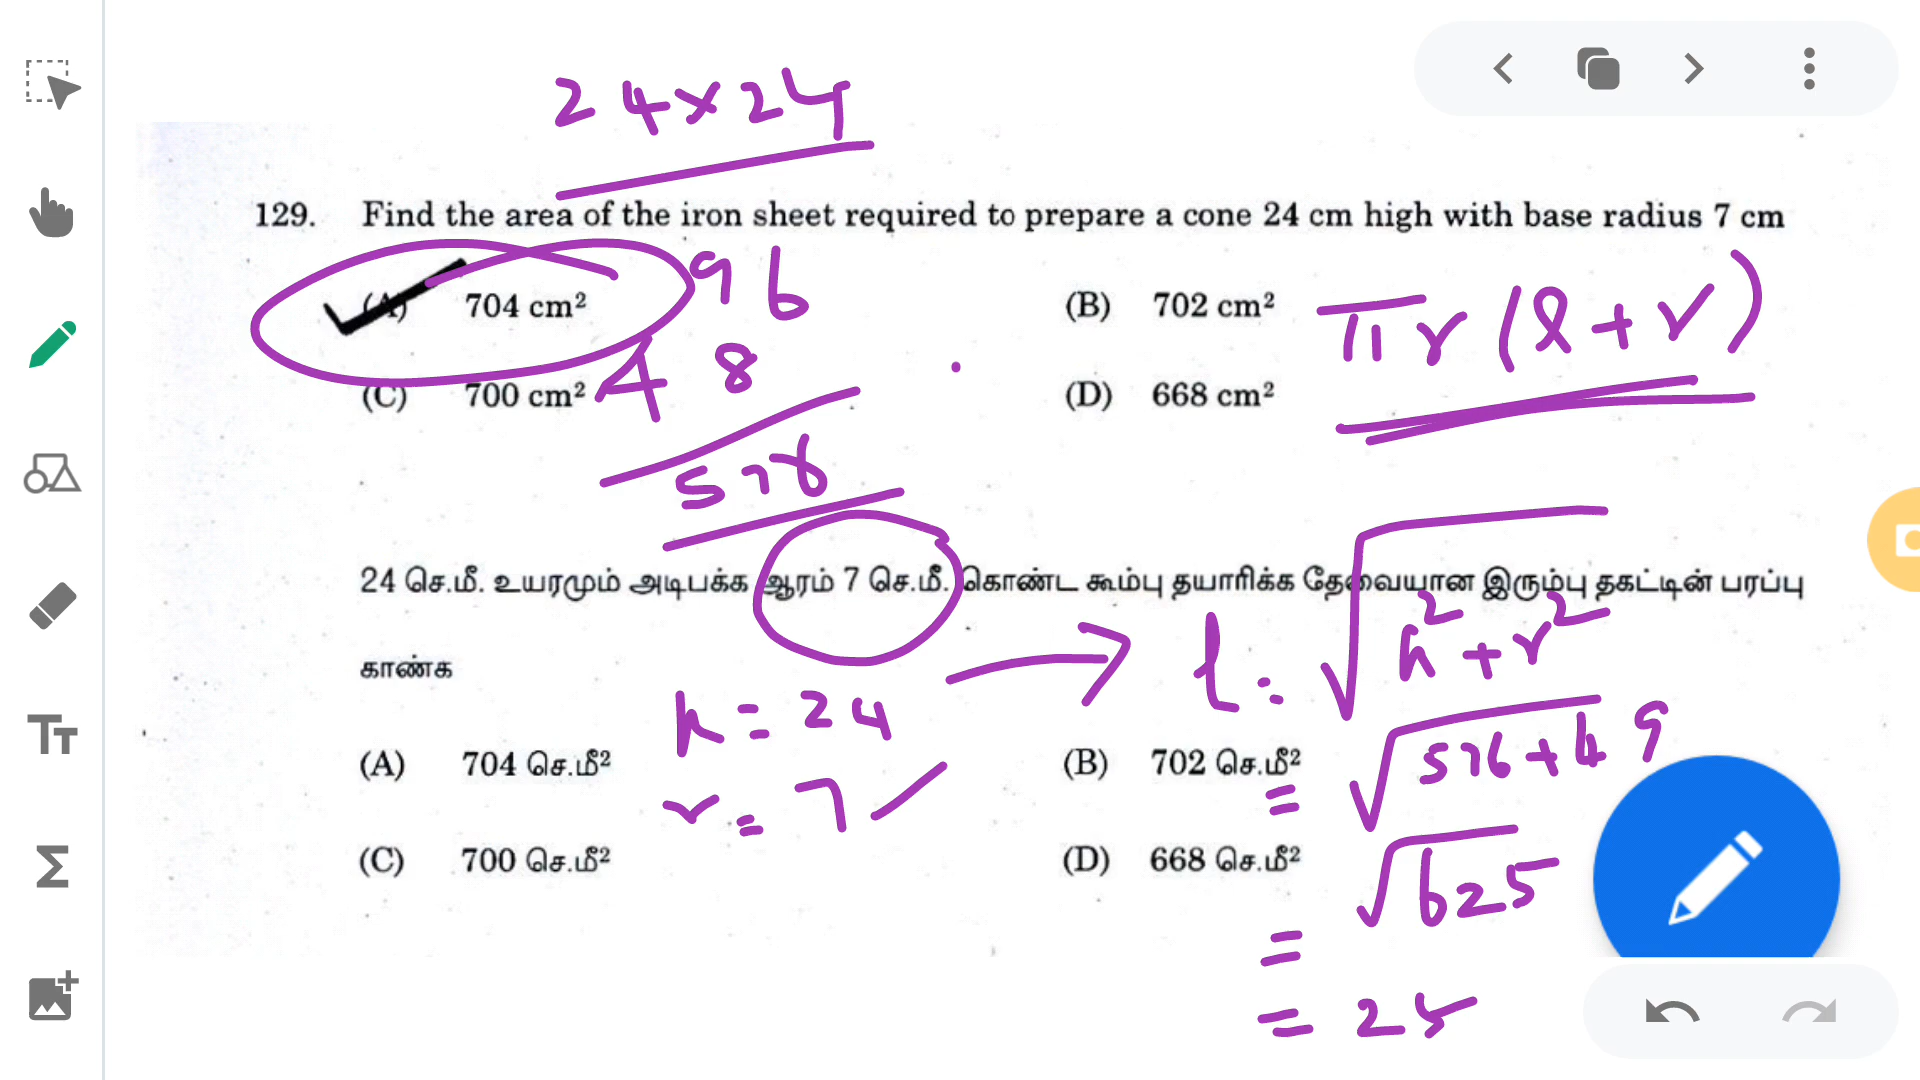 24×24
129. Find the area of the iron sheet required to prepare a cone 24 cm high with base radius 7 cm
(A) 704 cm² (B) 702 cm²
96
πr(l+r)
48
(C) 700 cm² (D) 668 cm²
576
24 செ.மீ. உயரமும் அடிபக்க ஆரம் 7 செ.மீ. கொண்ட கூம்பு தயாரிக்க தேவையான இரும்பு தகட்டின் பரப்பு
காண்க
l = √h²+r²
h = 24
(A) 704 செ.மீ² (B) 702 செ.மீ²
= √576+49
r = 7
(C) 700 செ.மீ² (D) 668 செ.மீ²
= √625
= 25
Tт
Σ